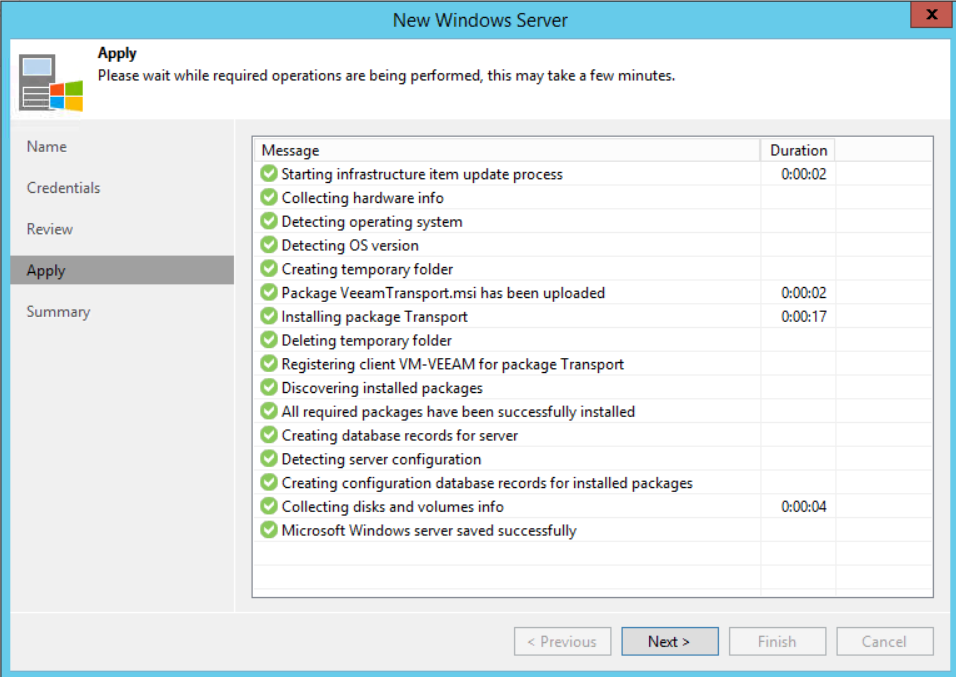 New Windows Server
x
Apply
Please wait while required operations are being performed, this may take a few minutes.
Name
Credentials
Review
Apply
Summary
Message Duration
Starting infrastructure item update process 0:00:02
Collecting hardware info
Detecting operating system
Detecting OS version
Creating temporary folder
Package VeeamTransport.msi has been uploaded 0:00:02
Installing package Transport 0:00:17
Deleting temporary folder
Registering client VM-VEEAM for package Transport
Discovering installed packages
All required packages have been successfully installed
Creating database records for server
Detecting server configuration
Creating configuration database records for installed packages
Collecting disks and volumes info 0:00:04
Microsoft Windows server saved successfully
< Previous Next > Finish Cancel